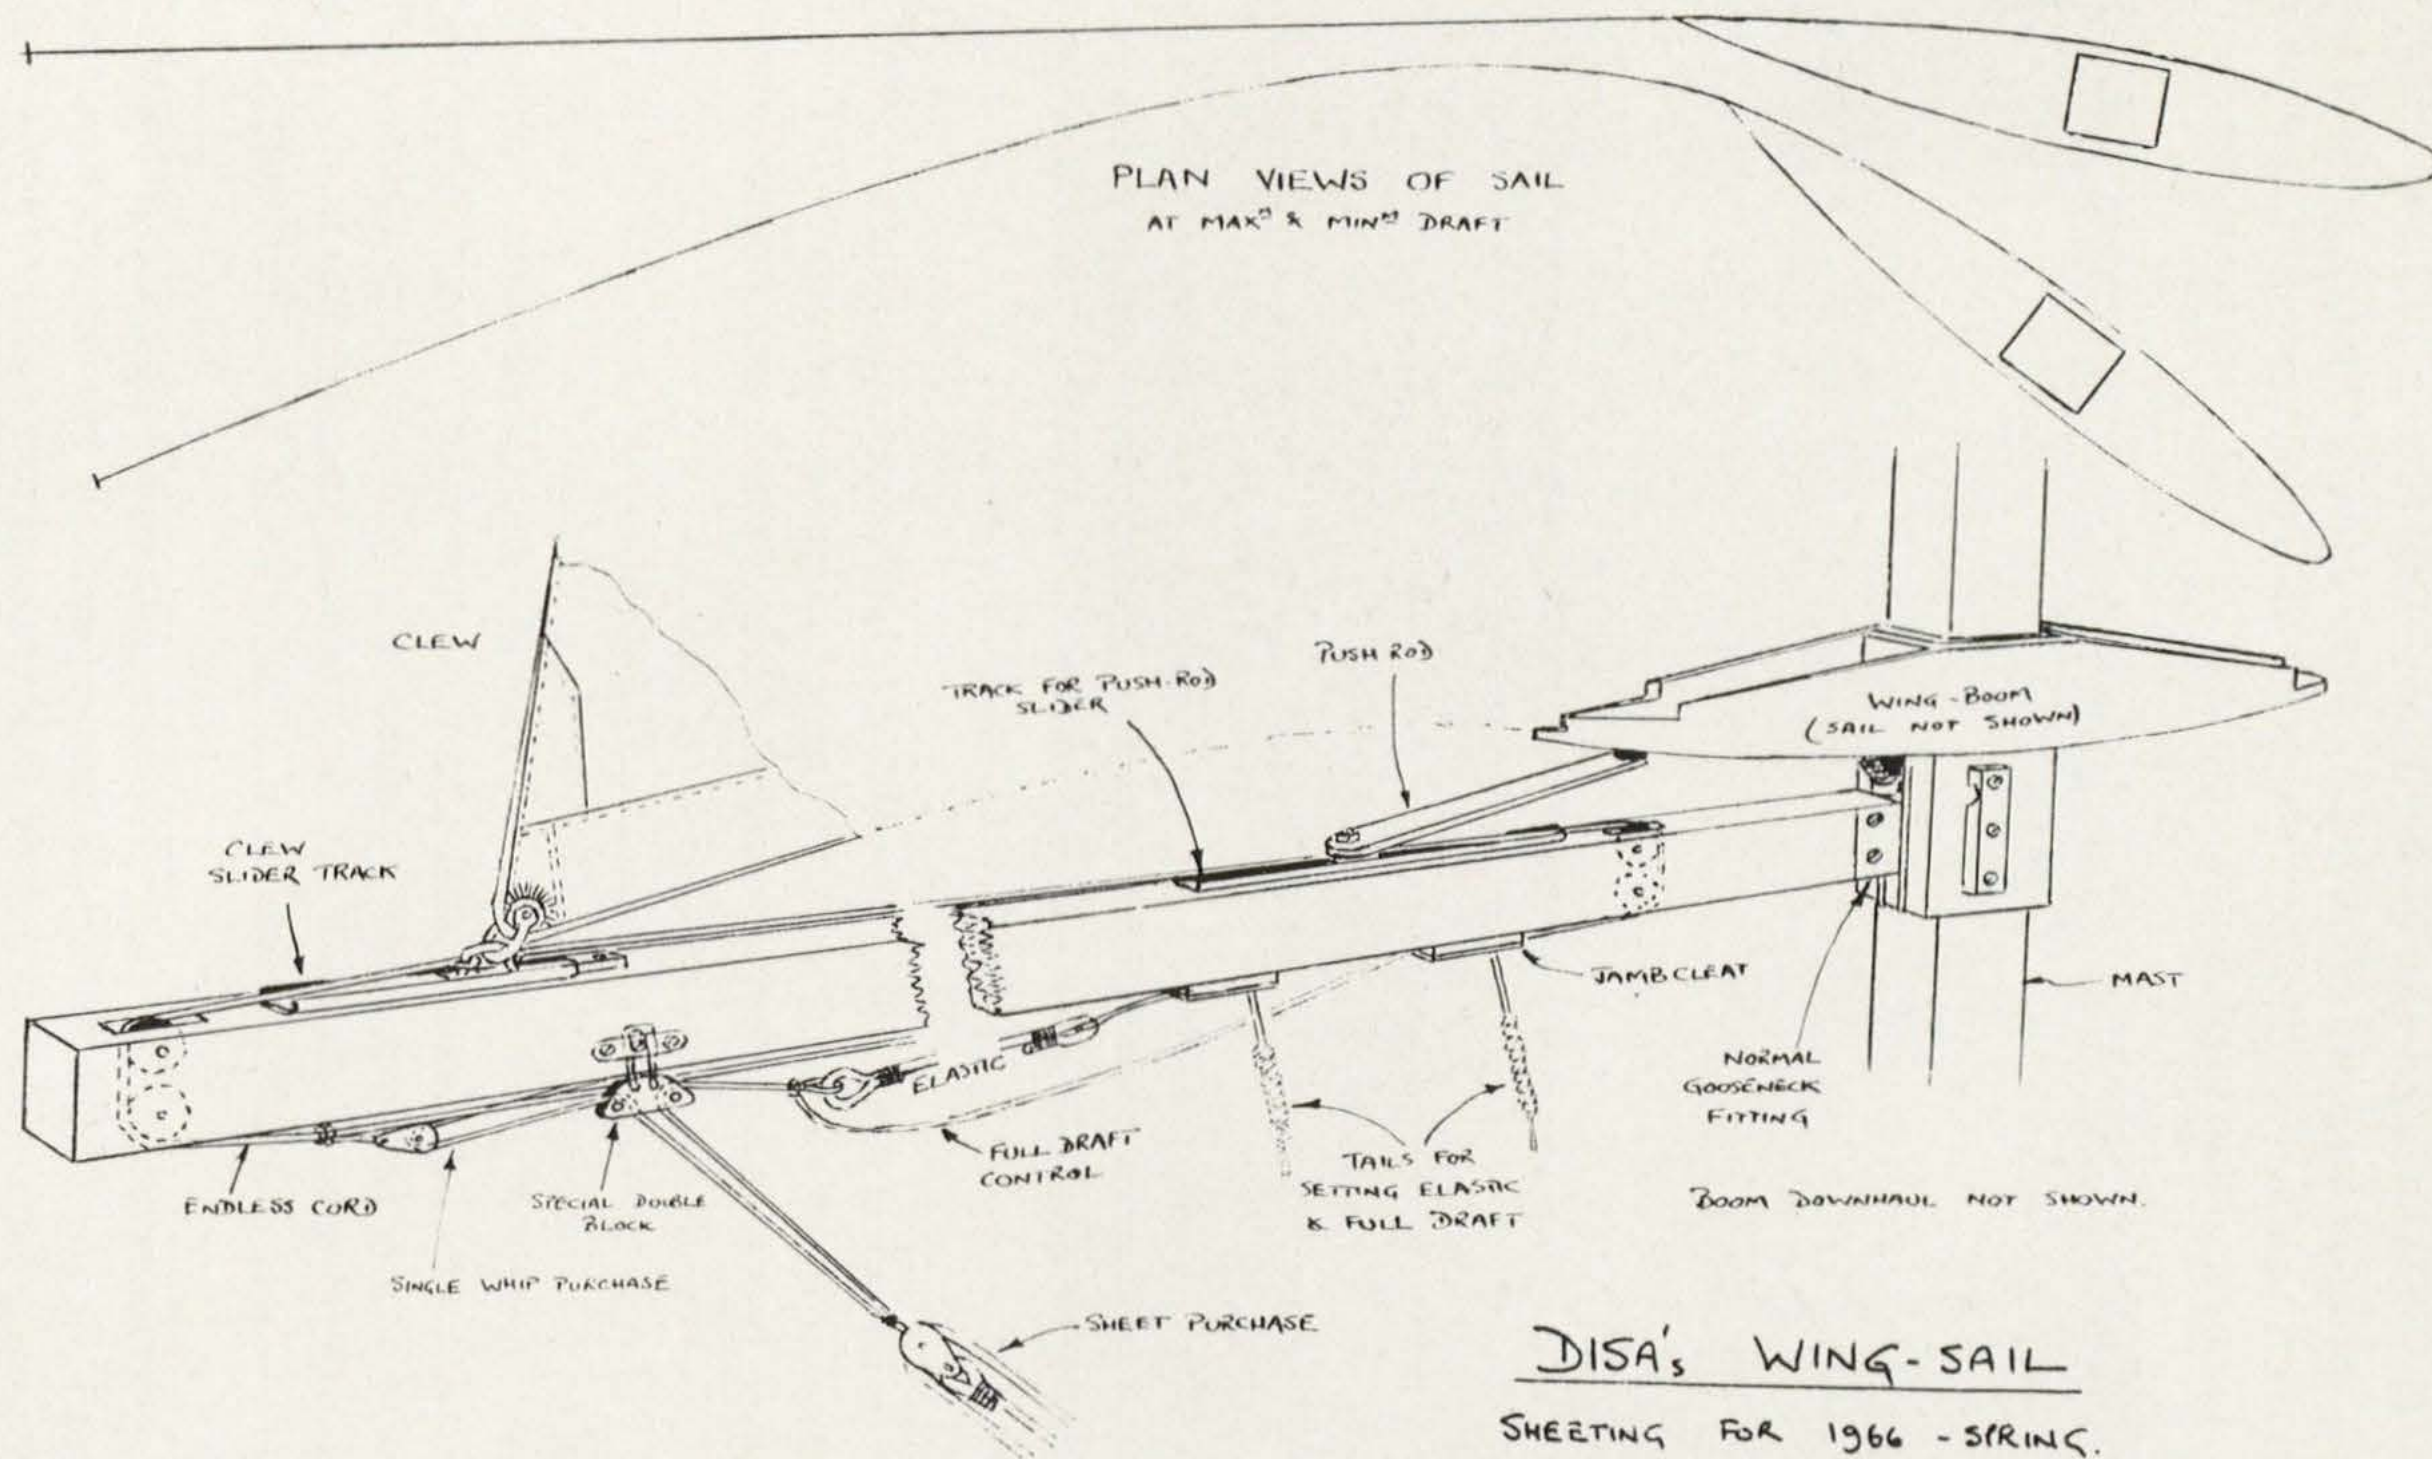 PLAN VIEWS OF SAIL
AT MAXᴹ & MINᴹ DRAFT
CLEW
TRACK FOR PUSH-ROD
SLIDER
PUSH ROD
WING-BOOM
(SAIL NOT SHOWN)
CLEW
SLIDER TRACK
JAMB CLEAT
MAST
ELASTIC
NORMAL
GOOSENECK
FITTING
FULL DRAFT
CONTROL
TAILS FOR
SETTING ELASTIC
& FULL DRAFT
ENDLESS CORD
SPECIAL DOUBLE
BLOCK
BOOM DOWNHAUL NOT SHOWN.
SINGLE WHIP PURCHASE
SHEET PURCHASE
DISA's WING-SAIL
SHEETING FOR 1966 - SPRING.